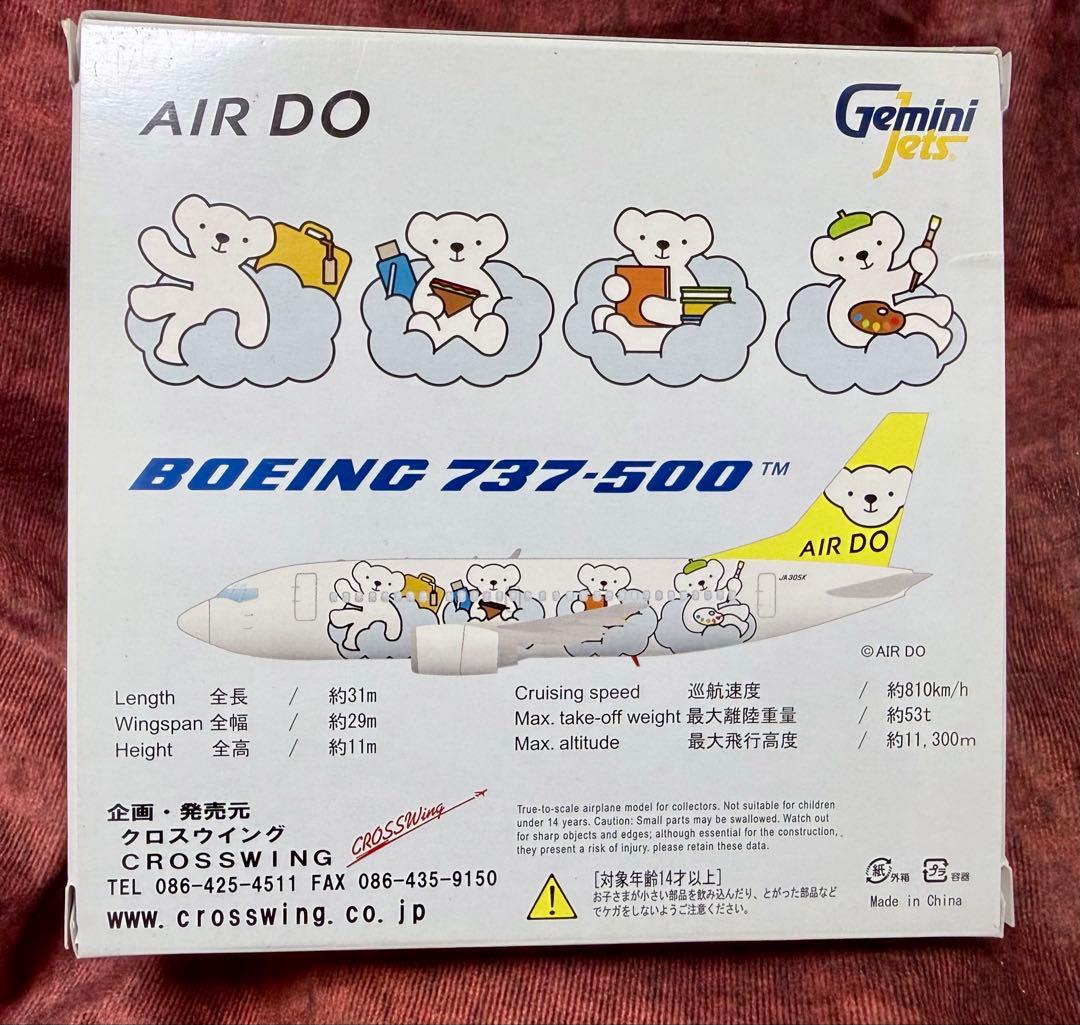 AIR DO
Gemini
Jets®
BOEING 737-500™
AIR DO
JA305K
©AIR DO
Length 全長 / 約31m
Wingspan 全幅 / 約29m
Height 全高 / 約11m
Cruising speed 巡航速度 / 約810km/h
Max. take-off weight 最大離陸重量 / 約53t
Max. altitude 最大飛行高度 / 約11,300m
企画・発売元
クロスウイング
CROSSWING
CROSSWing
TEL 086-425-4511 FAX 086-435-9150
www.crosswing.co.jp
True-to-scale airplane model for collectors. Not suitable for children
under 14 years. Caution: Small parts may be swallowed. Watch out
for sharp objects and edges; although essential for the construction,
they present a risk of injury. please retain these data.
[対象年齢14才以上]
お子さまが小さい部品を飲み込んだり、とがった部品など
でケガをしないようご注意ください。
紙 外箱
プラ 容器
Made in China